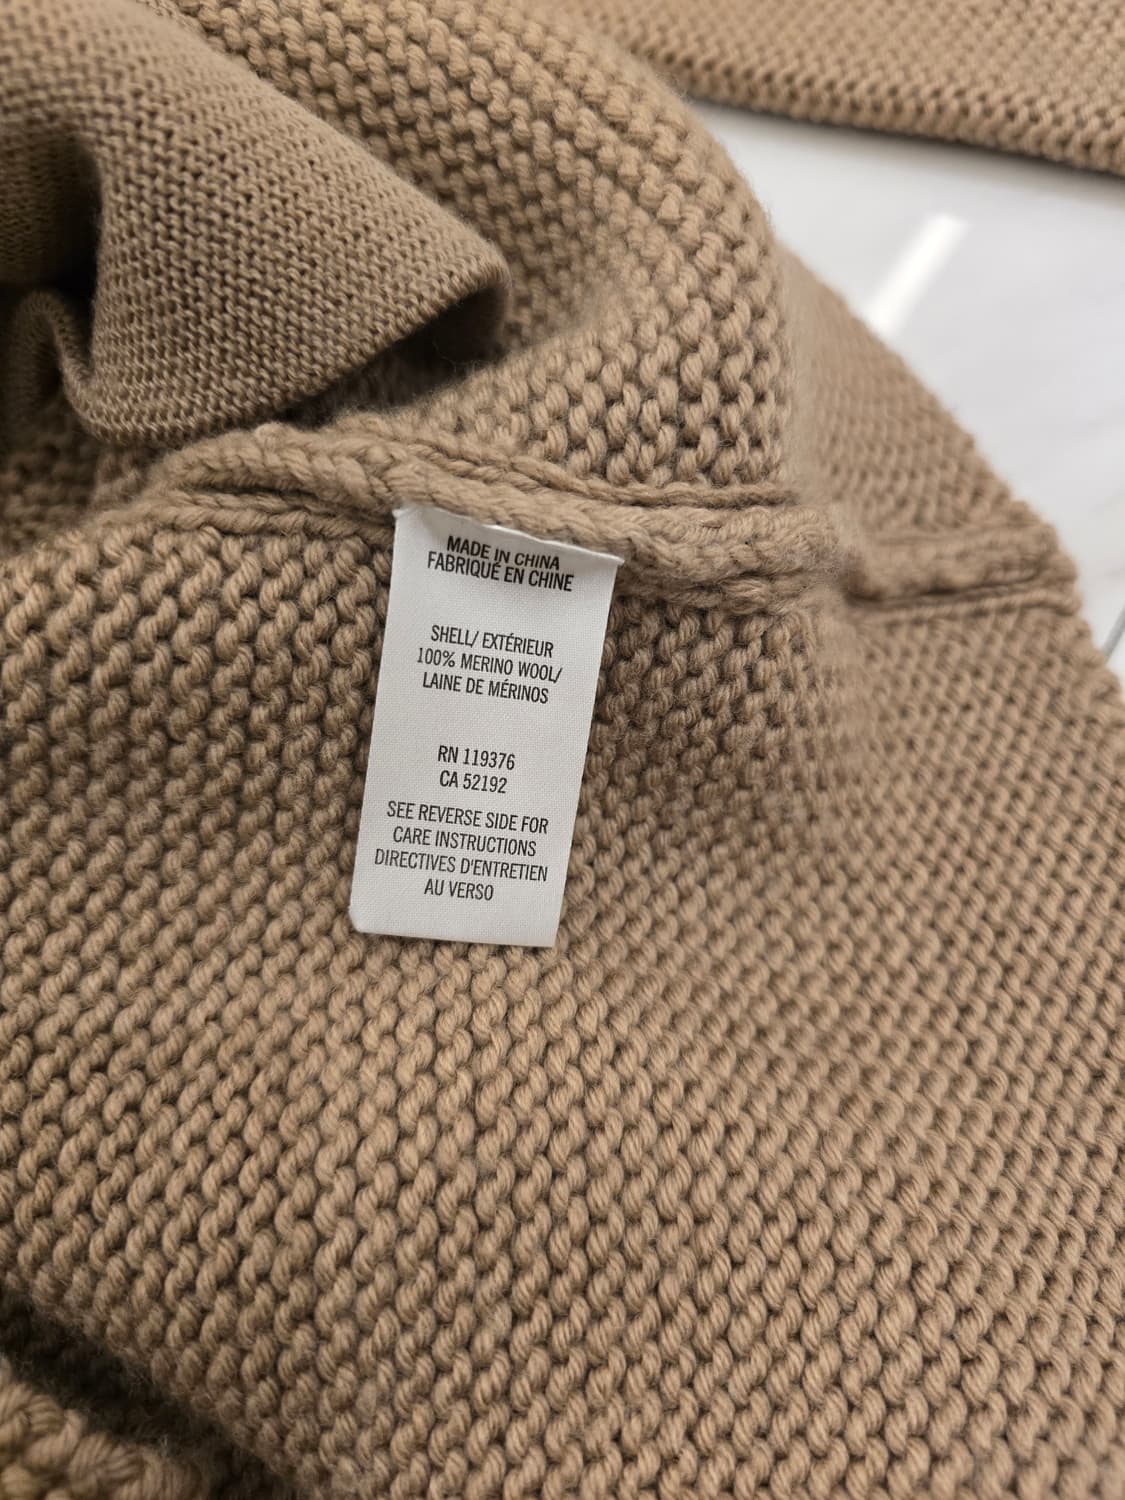 MADE IN CHINA
FABRIQUÉ EN CHINE
SHELL/ EXTÉRIEUR
100% MERINO WOOL/
LAINE DE MÉRINOS
RN 119376
CA 52192
SEE REVERSE SIDE FOR
CARE INSTRUCTIONS
DIRECTIVES D'ENTRETIEN
AU VERSO